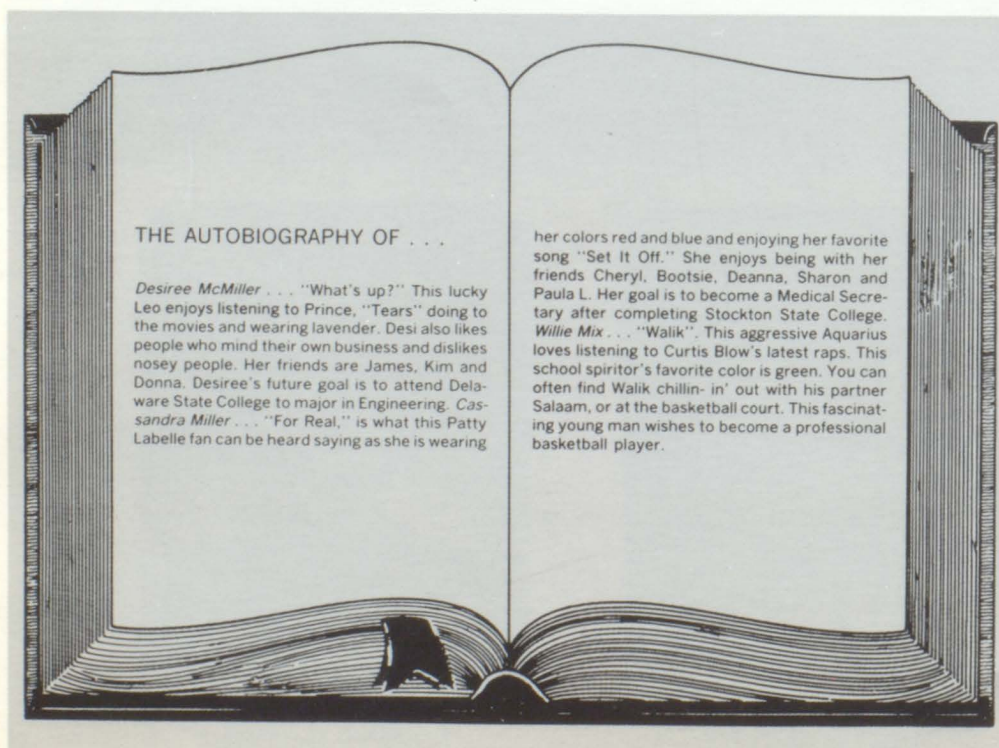 THE AUTOBIOGRAPHY OF . . .
Desiree McMiller . . . "What's up?" This lucky
Leo enjoys listening to Prince, "Tears" doing to
the movies and wearing lavender. Desi also likes
people who mind their own business and dislikes
nosey people. Her friends are James, Kim and
Donna. Desiree's future goal is to attend Dela-
ware State College to major in Engineering. Cas-
sandra Miller . . . "For Real," is what this Patty
Labelle fan can be heard saying as she is wearing
her colors red and blue and enjoying her favorite
song "Set It Off." She enjoys being with her
friends Cheryl, Bootsie, Deanna, Sharon and
Paula L. Her goal is to become a Medical Secre-
tary after completing Stockton State College.
Willie Mix . . . "Walik". This aggressive Aquarius
loves listening to Curtis Blow's latest raps. This
school spiritor's favorite color is green. You can
often find Walik chillin- in' out with his partner
Salaam, or at the basketball court. This fascinat-
ing young man wishes to become a professional
basketball player.